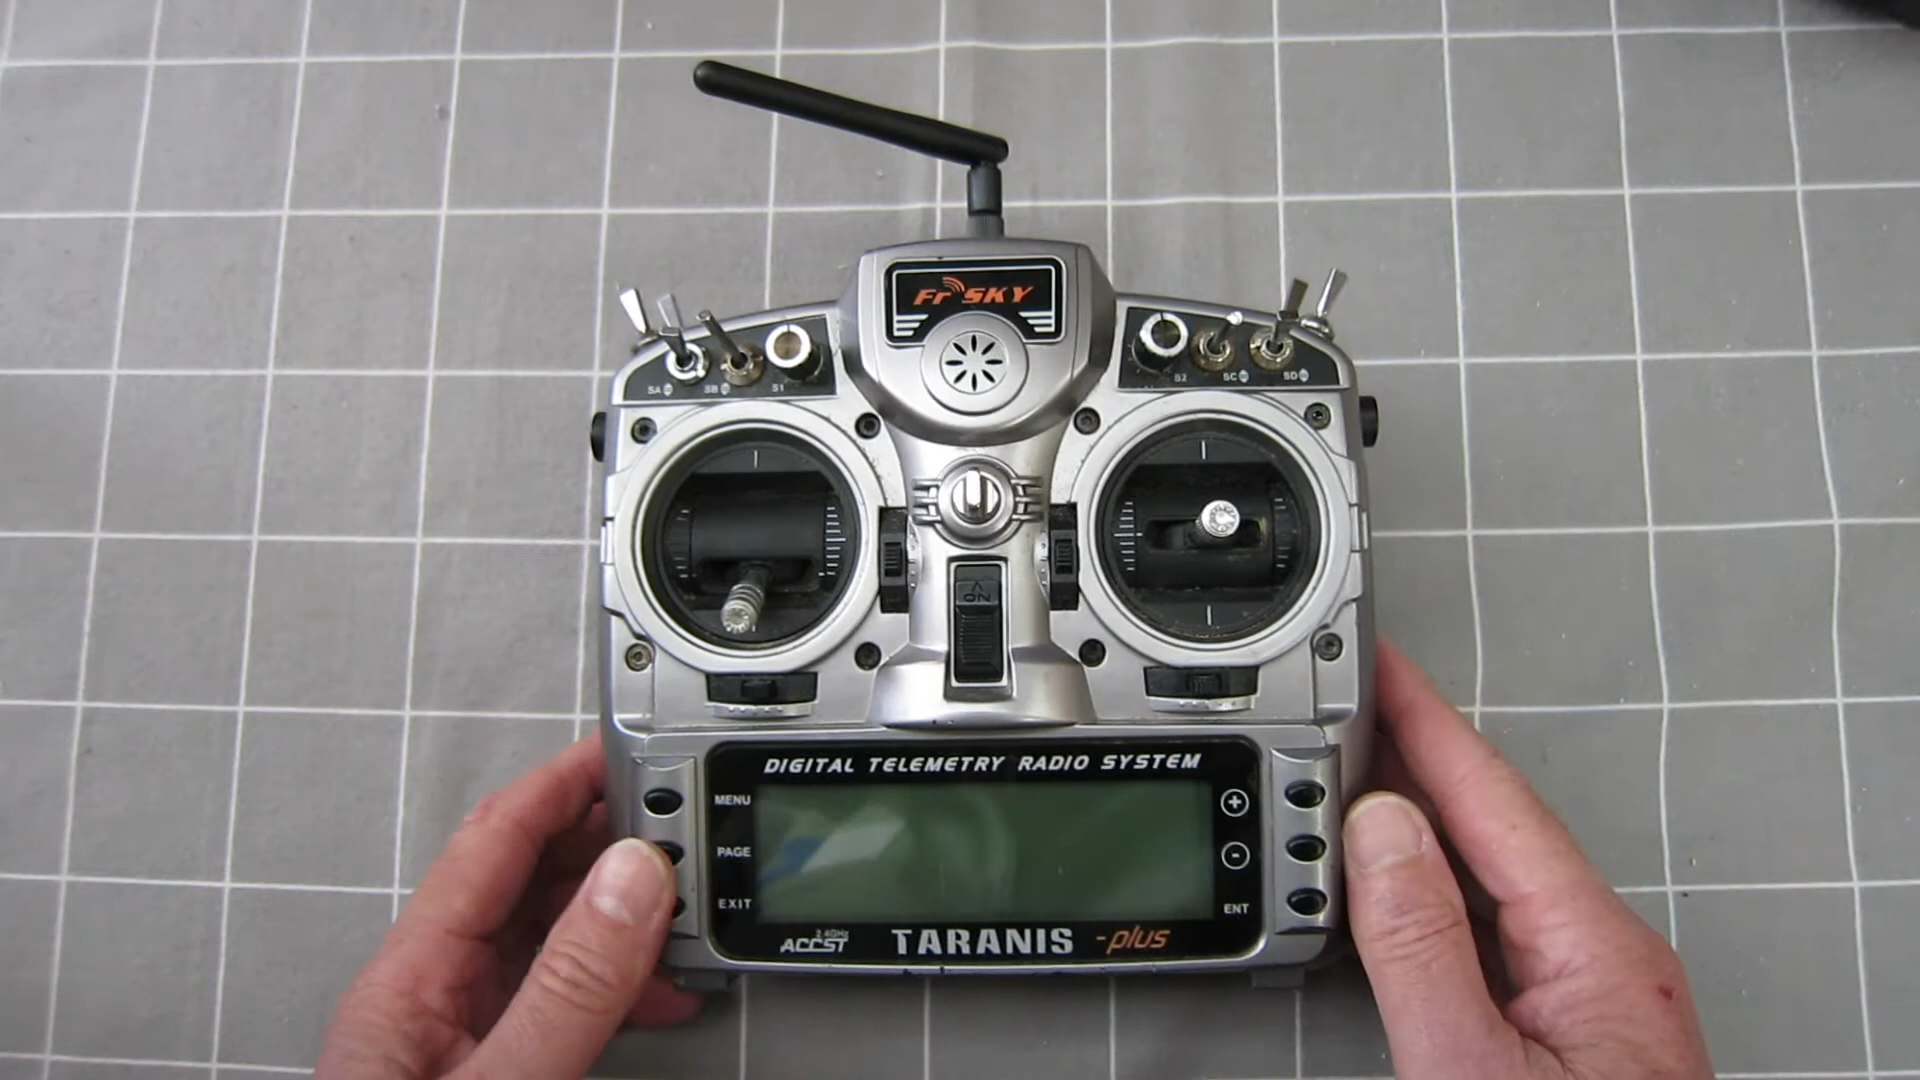 FrSKY
SA SB S1
S2 SC SD
ON
DIGITAL TELEMETRY RADIO SYSTEM
MENU
PAGE
EXIT
+
-
ENT
2.4GHz
ACCST
TARANIS -plus